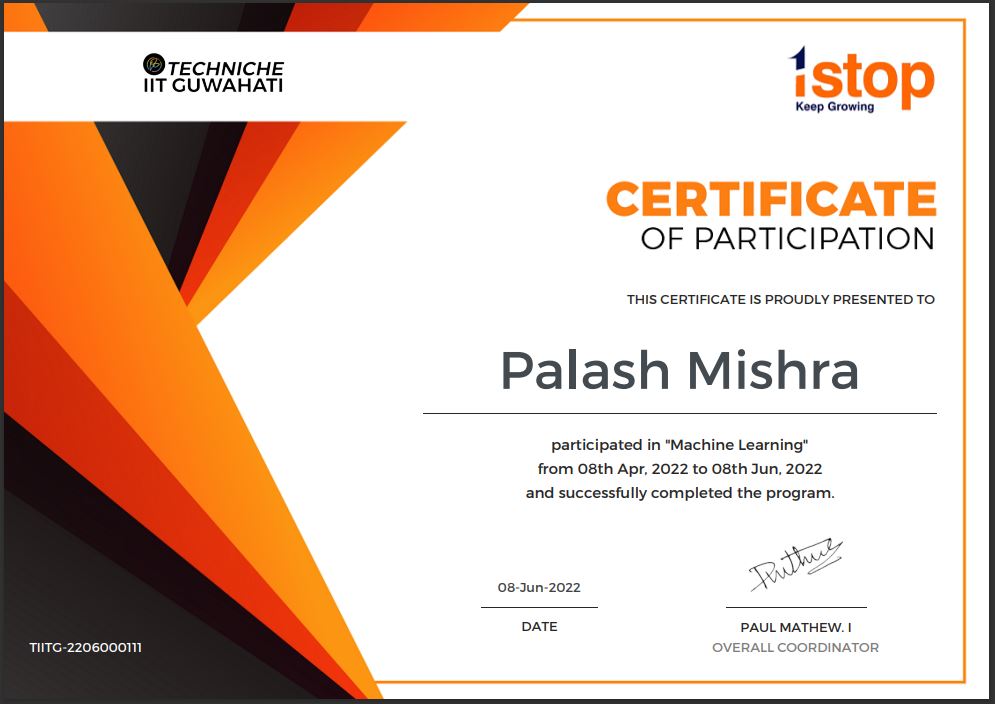 TECHNICHE
IIT GUWAHATI
1stop
Keep Growing
CERTIFICATE
OF PARTICIPATION
THIS CERTIFICATE IS PROUDLY PRESENTED TO
Palash Mishra
participated in "Machine Learning"
from 08th Apr, 2022 to 08th Jun, 2022
and successfully completed the program.
08-Jun-2022
DATE
PAUL MATHEW. I
OVERALL COORDINATOR
TIITG-2206000111